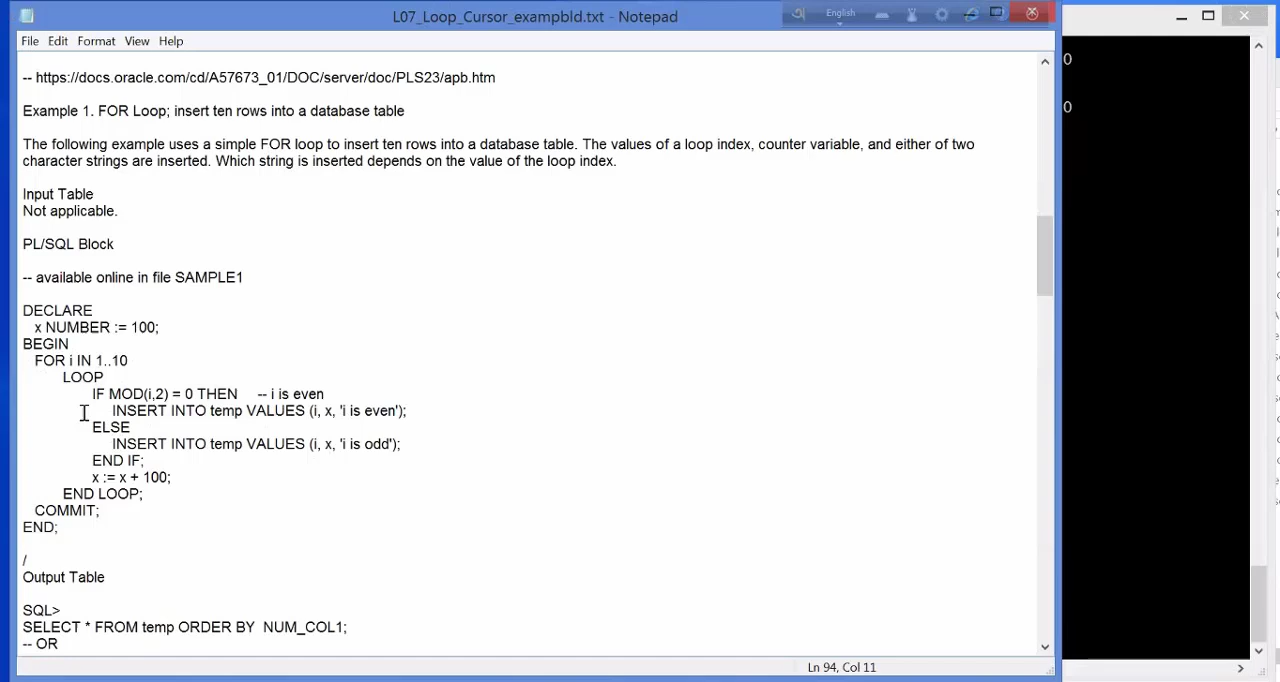 L07_Loop_Cursor_exampbld.txt - Notepad
English
File Edit Format View Help
-- https://docs.oracle.com/cd/A57673_01/DOC/server/doc/PLS23/apb.htm
Example 1. FOR Loop; insert ten rows into a database table
The following example uses a simple FOR loop to insert ten rows into a database table. The values of a loop index, counter variable, and either of two
character strings are inserted. Which string is inserted depends on the value of the loop index.
Input Table
Not applicable.
PL/SQL Block
-- available online in file SAMPLE1
DECLARE
x NUMBER := 100;
BEGIN
FOR i IN 1..10
LOOP
IF MOD(i,2) = 0 THEN -- i is even
INSERT INTO temp VALUES (i, x, 'i is even');
ELSE
INSERT INTO temp VALUES (i, x, 'i is odd');
END IF;
x := x + 100;
END LOOP;
COMMIT;
END;
/
Output Table
SQL>
SELECT * FROM temp ORDER BY NUM_COL1;
-- OR
Ln 94, Col 11
0
0